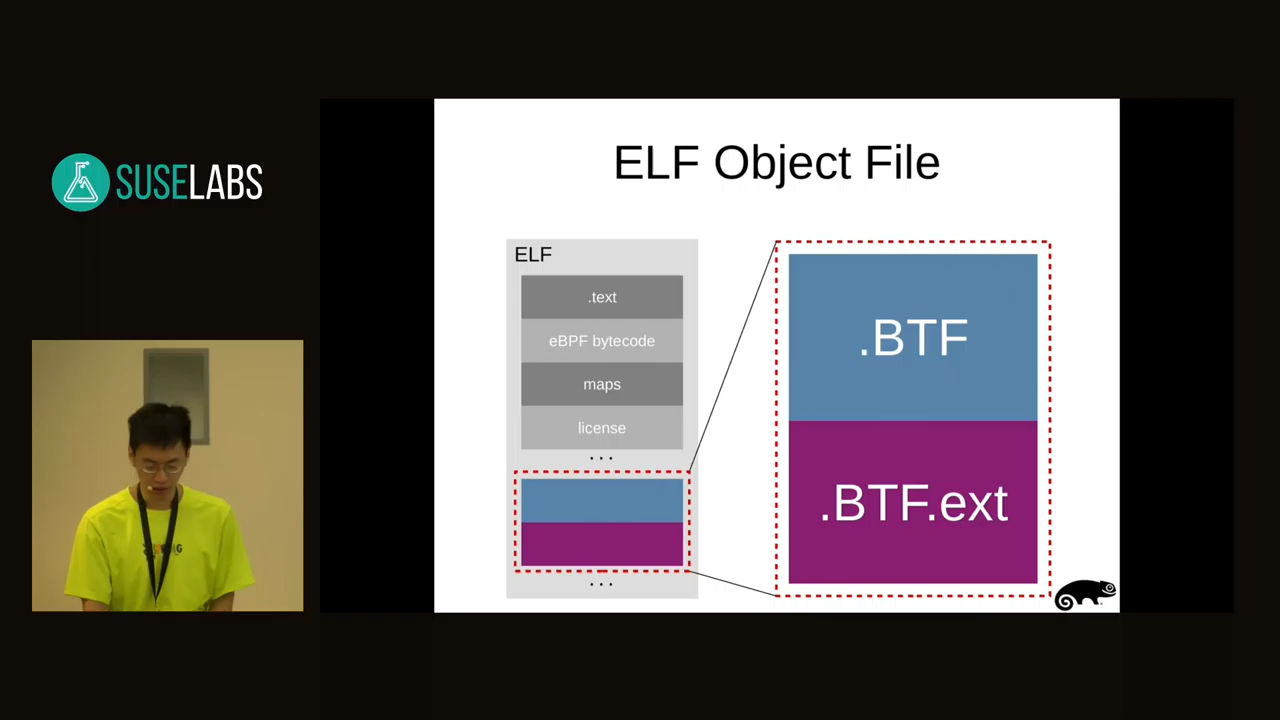 SUSELABS
ELF Object File
ELF
.text
eBPF bytecode
maps
license
...
...
.BTF
.BTF.ext